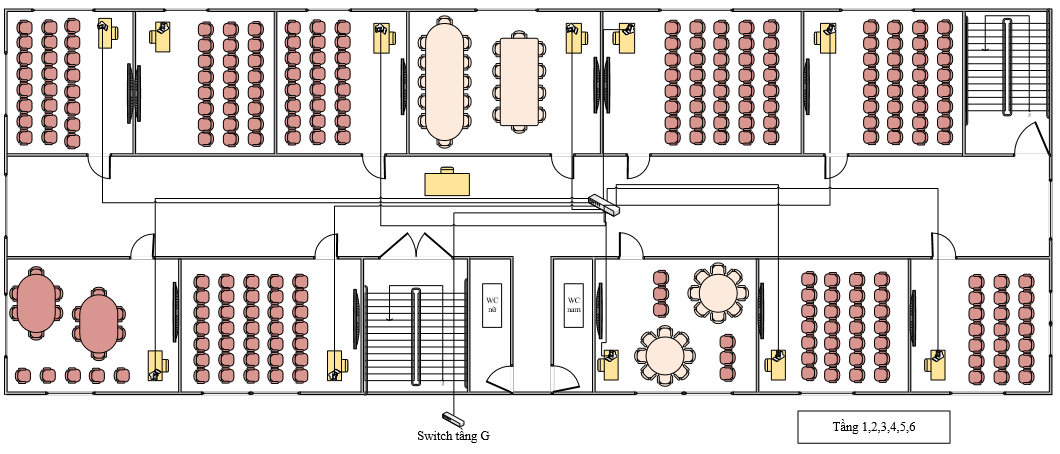 WC
nữ
WC
nam
Switch tầng G
Tầng 1,2,3,4,5,6